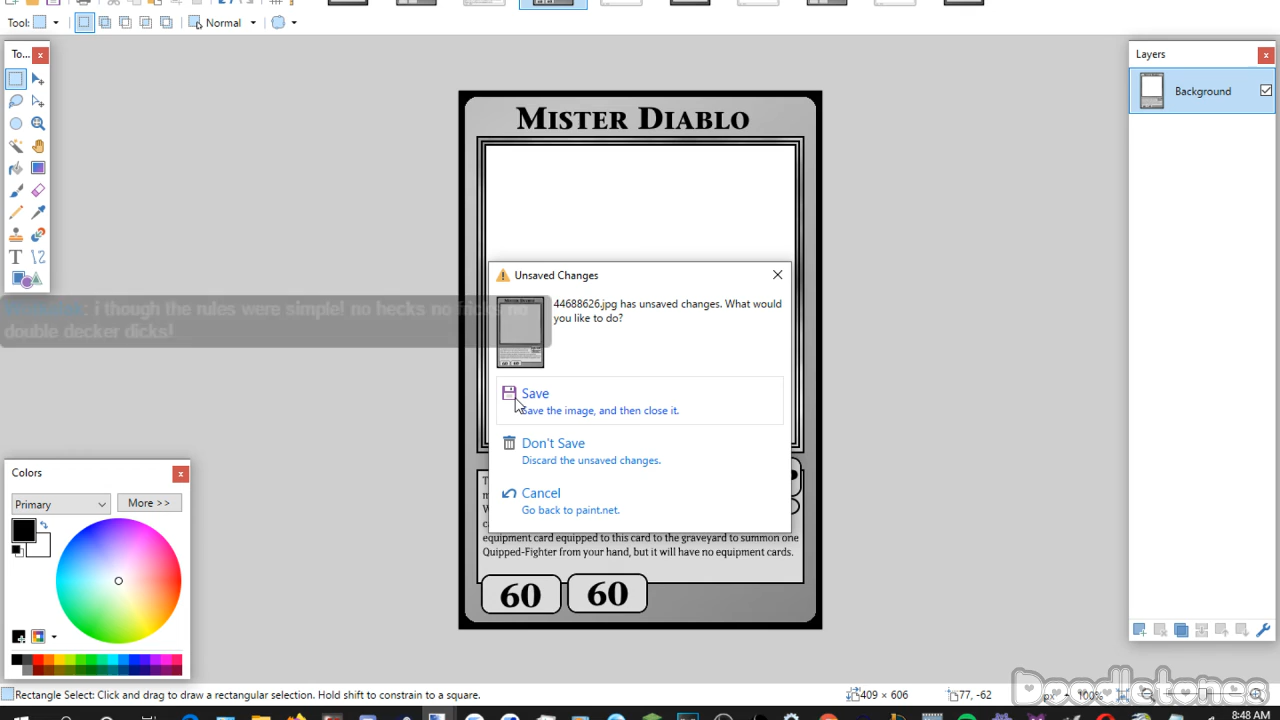 Tool:
Normal
To...
Layers
Background
Mister Diablo
Unsaved Changes
44688626.jpg has unsaved changes. What would
you like to do?
: i though the rules were simple! no hecks no fricks no
double decker dicks!
Save
Save the image, and then close it.
Don't Save
Discard the unsaved changes.
Cancel
Go back to paint.net.
equipment card equipped to this card to the graveyard to summon one
Quipped-Fighter from your hand, but it will have no equipment cards.
60 60
Colors
Primary
More >>
Doodletones
Rectangle Select: Click and drag to draw a rectangular selection. Hold shift to constrain to a square.
409 × 606
77, -62
px
100%
8:48 AM